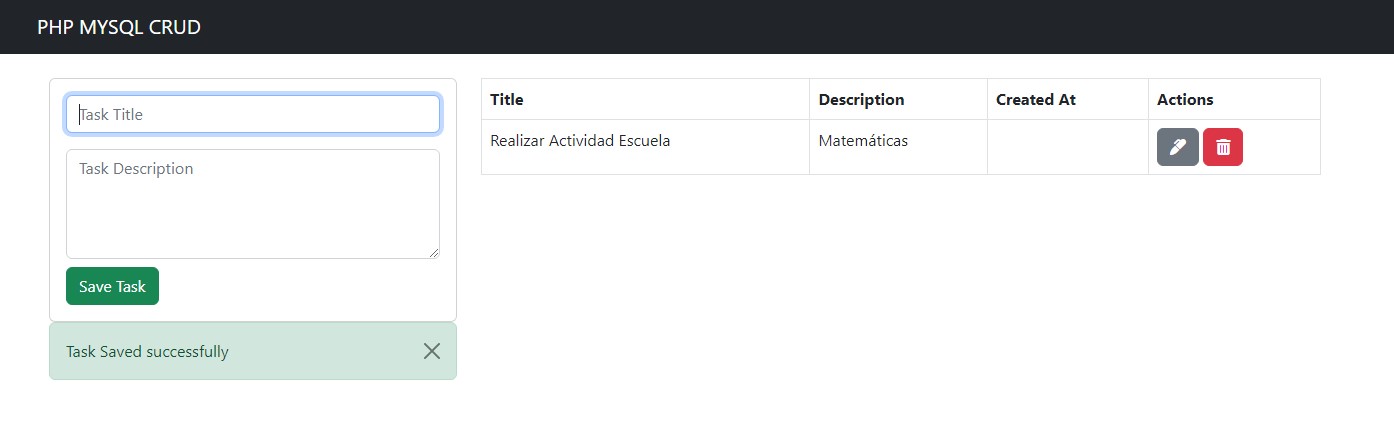 PHP MYSQL CRUD
Task Title
Task Description
Save Task
Task Saved successfully
Title Description Created At Actions
Realizar Actividad Escuela Matemáticas